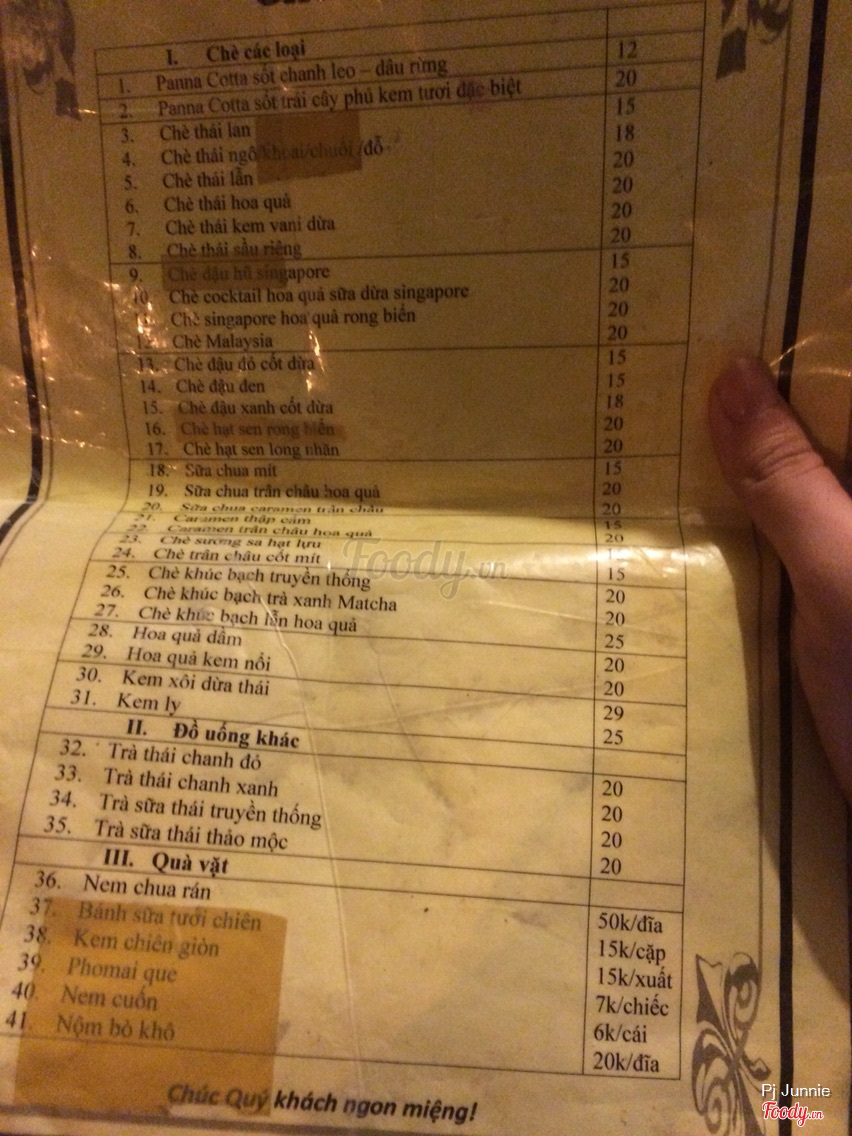 I. Chè các loại
1. Panna Cotta sốt chanh leo – dâu rừng 12
2. Panna Cotta sốt trái cây phủ kem tươi đặc biệt 20
3. Chè thái lan 15
4. Chè thái ngô/khoai/chuối /đỗ 18
5. Chè thái lẫn 20
6. Chè thái hoa quả 20
7. Chè thái kem vani dừa 20
8. Chè thái sầu riêng 20
9. Chè đậu hũ singapore 15
10. Chè cocktail hoa quả sữa dừa singapore 20
11. Chè singapore hoa quả rong biển 20
12. Chè Malaysia 20
13. Chè đậu đỏ cốt dừa 15
14. Chè đậu đen 15
15. Chè đậu xanh cốt dừa 18
16. Chè hạt sen rong biển 20
17. Chè hạt sen long nhãn 20
18. Sữa chua mít 15
19. Sữa chua trân châu hoa quả 20
20. Sữa chua caramen trân châu 20
21. Caramen thập cẩm 15
22. Caramen trân châu hoa quả 20
23. Chè sương sa hạt lựu
24. Chè trân châu cốt mít 15
25. Chè khúc bạch truyền thống 20
26. Chè khúc bạch trà xanh Matcha 20
27. Chè khúc bạch lẫn hoa quả 25
28. Hoa quả dầm 20
29. Hoa quả kem nổi 20
30. Kem xôi dừa thái 29
31. Kem ly 25
II. Đồ uống khác
32. Trà thái chanh đỏ 20
33. Trà thái chanh xanh 20
34. Trà sữa thái truyền thống 20
35. Trà sữa thái thảo mộc 20
III. Quà vặt
36. Nem chua rán 50k/đĩa
37. Bánh sữa tươi chiên 15k/cặp
38. Kem chiên giòn 15k/xuất
39. Phomai que 7k/chiếc
40. Nem cuốn 6k/cái
41. Nộm bò khô 20k/đĩa
Chúc Quý khách ngon miệng!
Foody.vn
Pj Junnie
Foody.vn